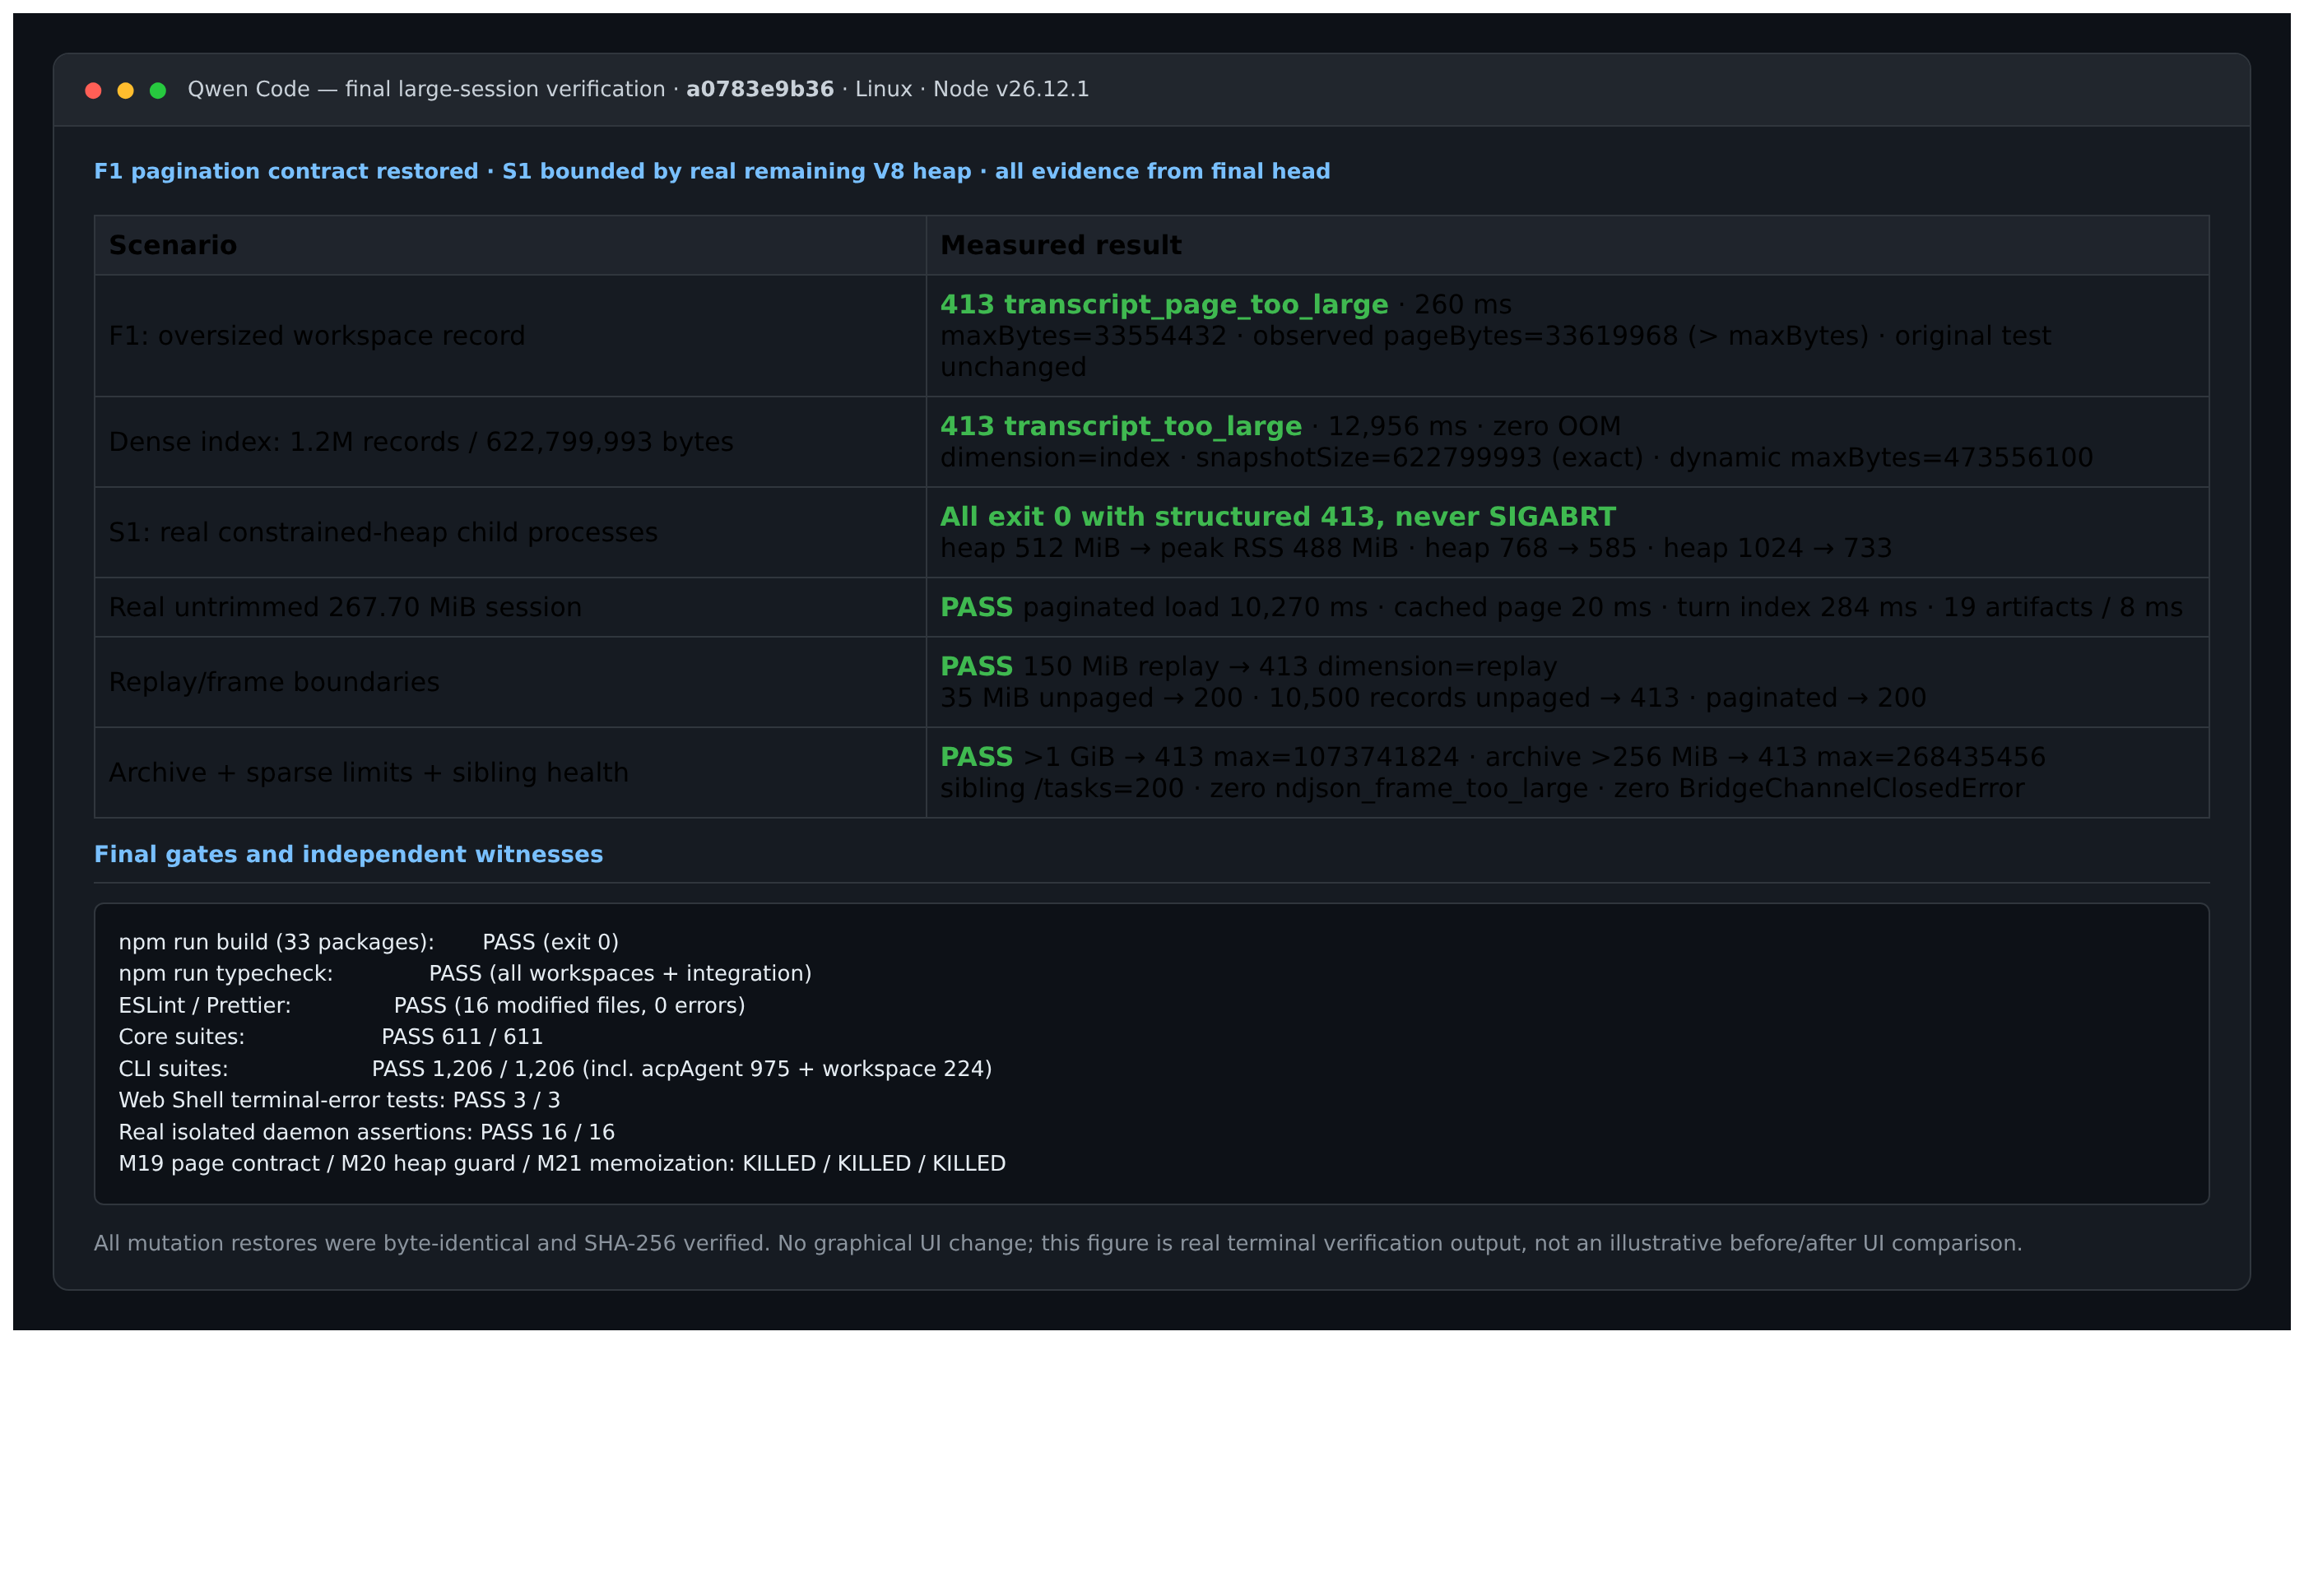 Qwen Code — final large-session verification · a0783e9b36 · Linux · Node v26.12.1
F1 pagination contract restored · S1 bounded by real remaining V8 heap · all evidence from final head
Scenario
Measured result
F1: oversized workspace record
413 transcript_page_too_large · 260 ms
maxBytes=33554432 · observed pageBytes=33619968 (> maxBytes) · original test
unchanged
Dense index: 1.2M records / 622,799,993 bytes
413 transcript_too_large · 12,956 ms · zero OOM
dimension=index · snapshotSize=622799993 (exact) · dynamic maxBytes=473556100
S1: real constrained-heap child processes
All exit 0 with structured 413, never SIGABRT
heap 512 MiB → peak RSS 488 MiB · heap 768 → 585 · heap 1024 → 733
Real untrimmed 267.70 MiB session
PASS paginated load 10,270 ms · cached page 20 ms · turn index 284 ms · 19 artifacts / 8 ms
Replay/frame boundaries
PASS 150 MiB replay → 413 dimension=replay
35 MiB unpaged → 200 · 10,500 records unpaged → 413 · paginated → 200
Archive + sparse limits + sibling health
PASS >1 GiB → 413 max=1073741824 · archive >256 MiB → 413 max=268435456
sibling /tasks=200 · zero ndjson_frame_too_large · zero BridgeChannelClosedError
Final gates and independent witnesses
npm run build (33 packages): PASS (exit 0)
npm run typecheck: PASS (all workspaces + integration)
ESLint / Prettier: PASS (16 modified files, 0 errors)
Core suites: PASS 611 / 611
CLI suites: PASS 1,206 / 1,206 (incl. acpAgent 975 + workspace 224)
Web Shell terminal-error tests: PASS 3 / 3
Real isolated daemon assertions: PASS 16 / 16
M19 page contract / M20 heap guard / M21 memoization: KILLED / KILLED / KILLED
All mutation restores were byte-identical and SHA-256 verified. No graphical UI change; this figure is real terminal verification output, not an illustrative before/after UI comparison.